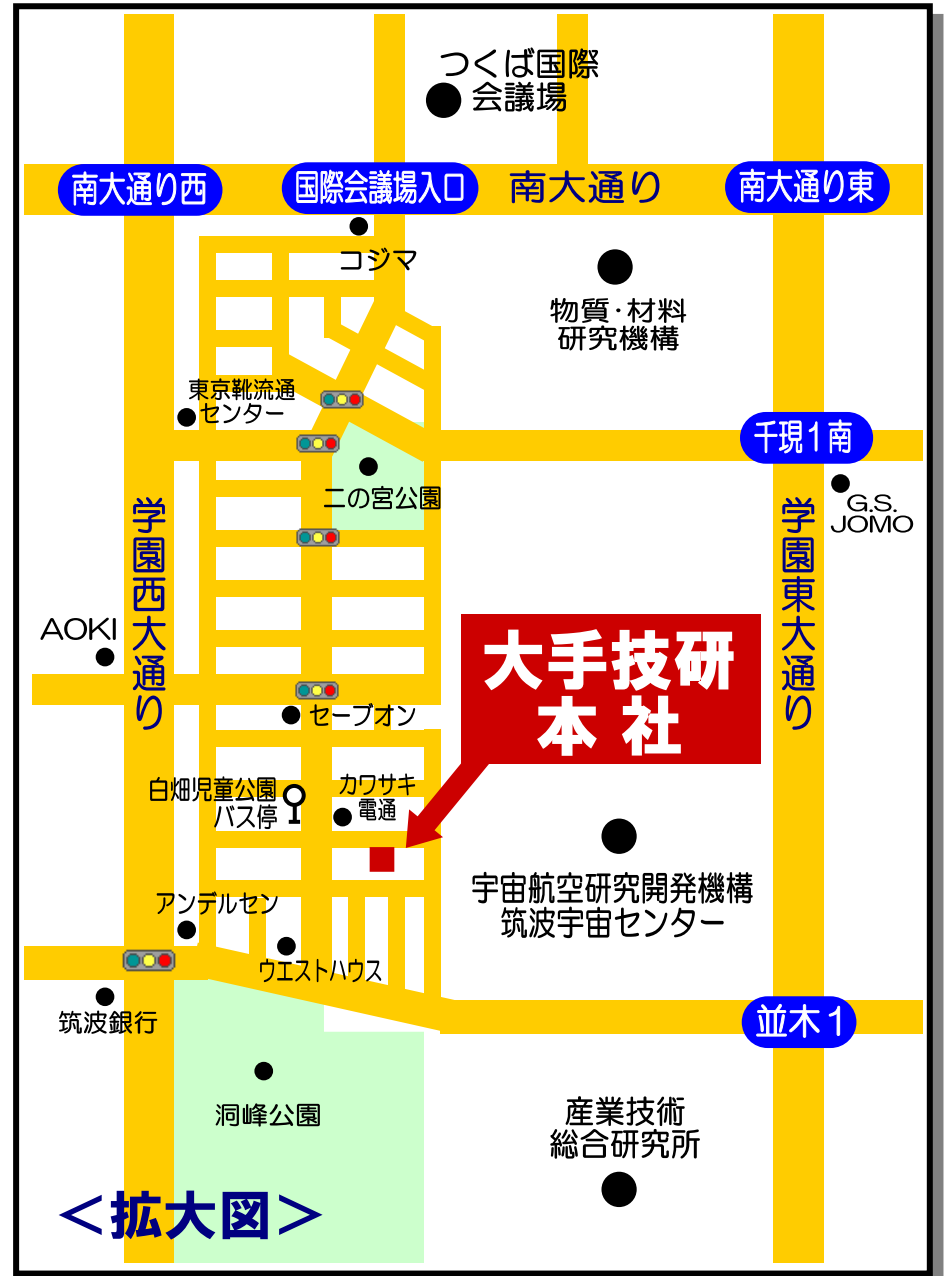 つくば国際
会議場
南大通り西
国際会議場入口
南大通り
南大通り東
コジマ
物質・材料
研究機構
東京靴流通
センター
千現1南
二の宮公園
G.S.
JOMO
学園西大通り
学園東大通り
AOKI
大手技研
本社
セーブオン
白畑児童公園
バス停
カワサキ
電通
宇宙航空研究開発機構
筑波宇宙センター
アンデルセン
ウエストハウス
筑波銀行
並木1
洞峰公園
産業技術
総合研究所
＜拡大図＞